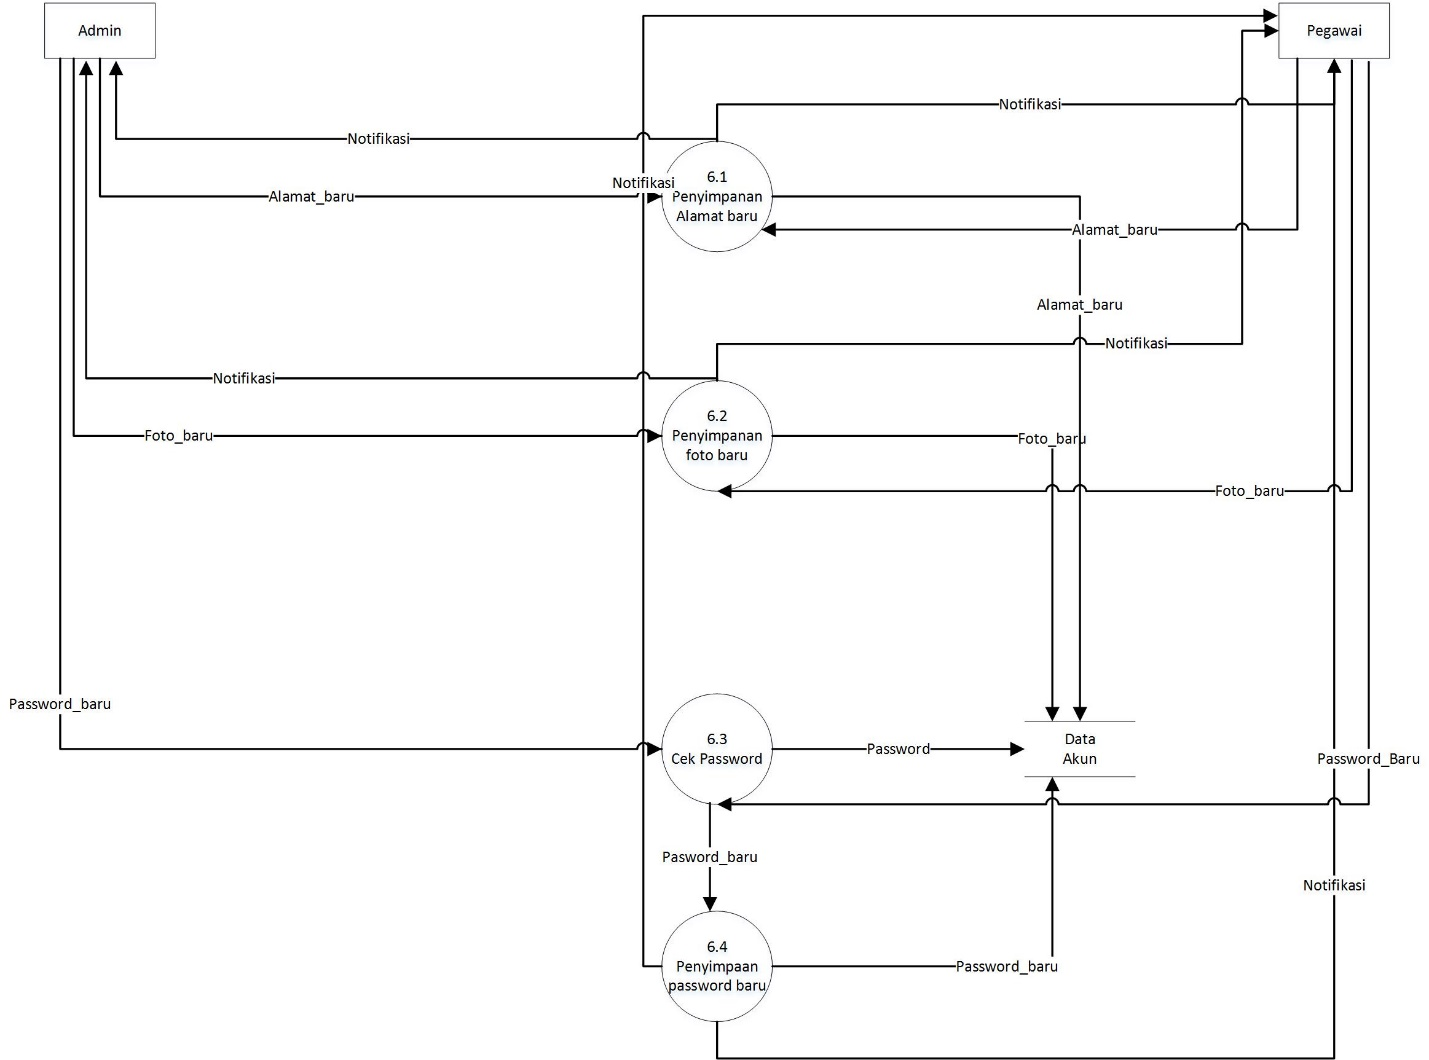 Admin
Pegawai
Notifikasi
Notifikasi
Notifikasi
6.1
Penyimpanan
Alamat baru
Alamat_baru
Alamat_baru
Alamat_baru
Notifikasi
Notifikasi
6.2
Penyimpanan
foto baru
Foto_baru
Foto_baru
Foto_baru
Password_baru
6.3
Cek Password
Password
Data
Akun
Password_Baru
Pasword_baru
Notifikasi
6.4
Penyimpaan
password baru
Password_baru